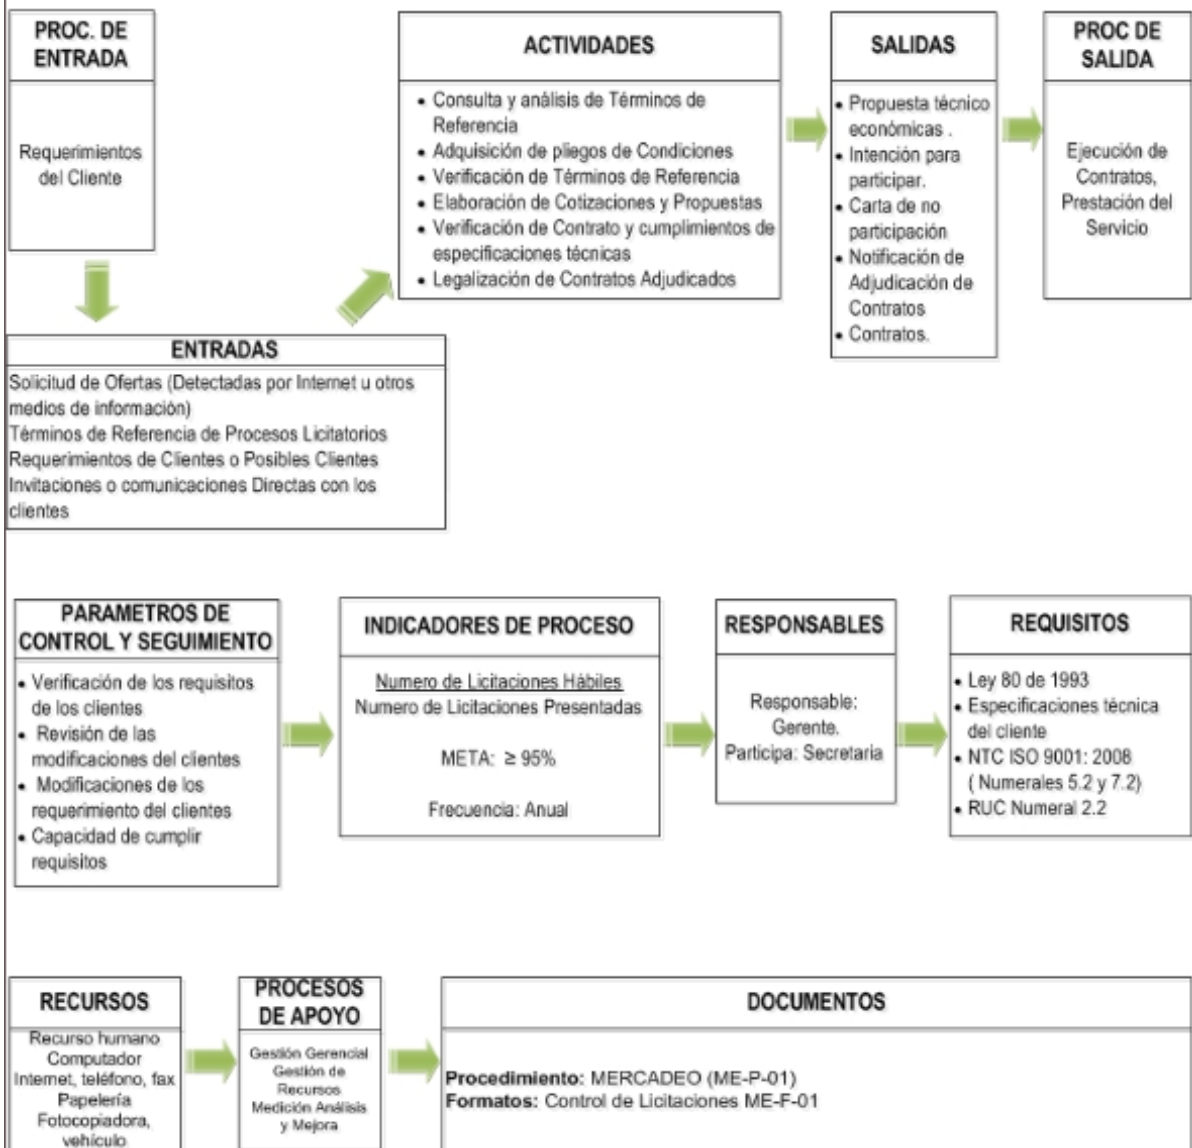 PROC. DE
ENTRADA
Requerimientos
del Cliente
ENTRADAS
Solicitud de Ofertas (Detectadas por Internet u otros
medios de información)
Términos de Referencia de Procesos Licitatorios
Requerimientos de Clientes o Posibles Clientes
Invitaciones o comunicaciones Directas con los
clientes
ACTIVIDADES
• Consulta y análisis de Términos de
Referencia
• Adquisición de pliegos de Condiciones
• Verificación de Términos de Referencia
• Elaboración de Cotizaciones y Propuestas
• Verificación de Contrato y cumplimientos de
especificaciones técnicas
• Legalización de Contratos Adjudicados
SALIDAS
• Propuesta técnico
económicas .
• Intención para
participar.
• Carta de no
participación
• Notificación de
Adjudicación de
Contratos
• Contratos.
PROC DE
SALIDA
Ejecución de
Contratos,
Prestación del
Servicio
PARAMETROS DE
CONTROL Y SEGUIMIENTO
• Verificación de los requisitos
de los clientes
• Revisión de las
modificaciones del clientes
• Modificaciones de los
requerimiento del clientes
• Capacidad de cumplir
requisitos
INDICADORES DE PROCESO
Numero de Licitaciones Hábiles
Numero de Licitaciones Presentadas
META: ≥ 95%
Frecuencia: Anual
RESPONSABLES
Responsable:
Gerente.
Participa: Secretaria
REQUISITOS
• Ley 80 de 1993
• Especificaciones técnica
del cliente
• NTC ISO 9001: 2008
( Numerales 5.2 y 7.2)
• RUC Numeral 2.2
RECURSOS
Recurso humano
Computador
Internet, teléfono, fax
Papelería
Fotocopiadora,
vehículo
PROCESOS
DE APOYO
Gestión Gerencial
Gestión de
Recursos
Medición Análisis
y Mejora
DOCUMENTOS
Procedimiento: MERCADEO (ME-P-01)
Formatos: Control de Licitaciones ME-F-01